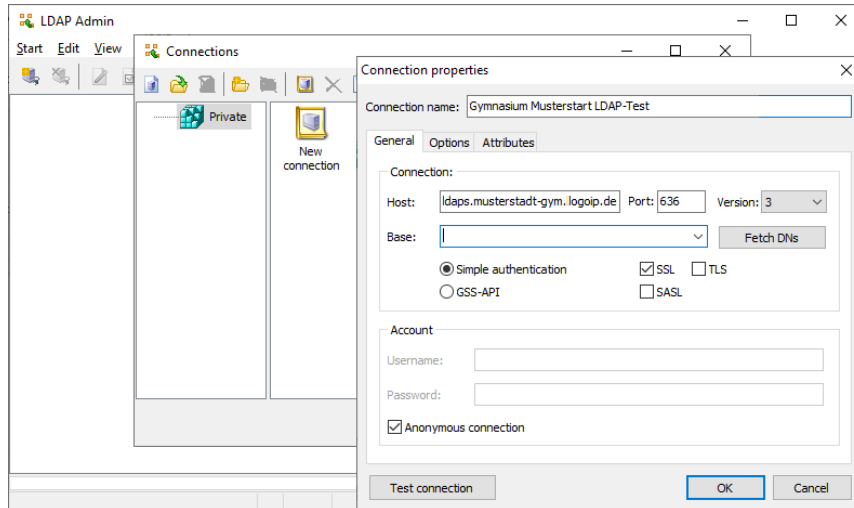 LDAP Admin
Start Edit View
Connections
Private
New
connection
Connection properties
Connection name: Gymnasium Musterstart LDAP-Test
General Options Attributes
Connection:
Host: ldaps.musterstadt-gym.logoip.de Port: 636 Version: 3
Base: Fetch DNs
Simple authentication SSL TLS
GSS-API SASL
Account
Username:
Password:
Anonymous connection
Test connection OK Cancel